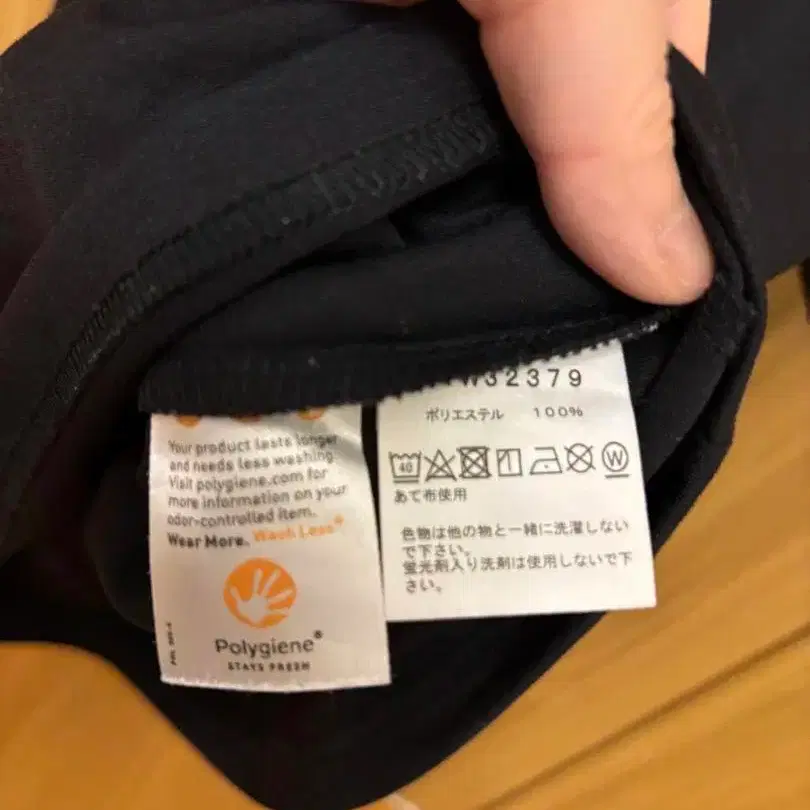 Your product lasts longer
and needs less washing.
Visit polygiene.com for
more information on your
odor-controlled item.
Wear More. Wash Less®
Polygiene®
STAYS FRESH
W32379
ポリエステル 100%
40
W
あて布使用
色物は他の物と一緒に洗濯しない
で下さい。
蛍光剤入り洗剤は使用しないで下
さい。